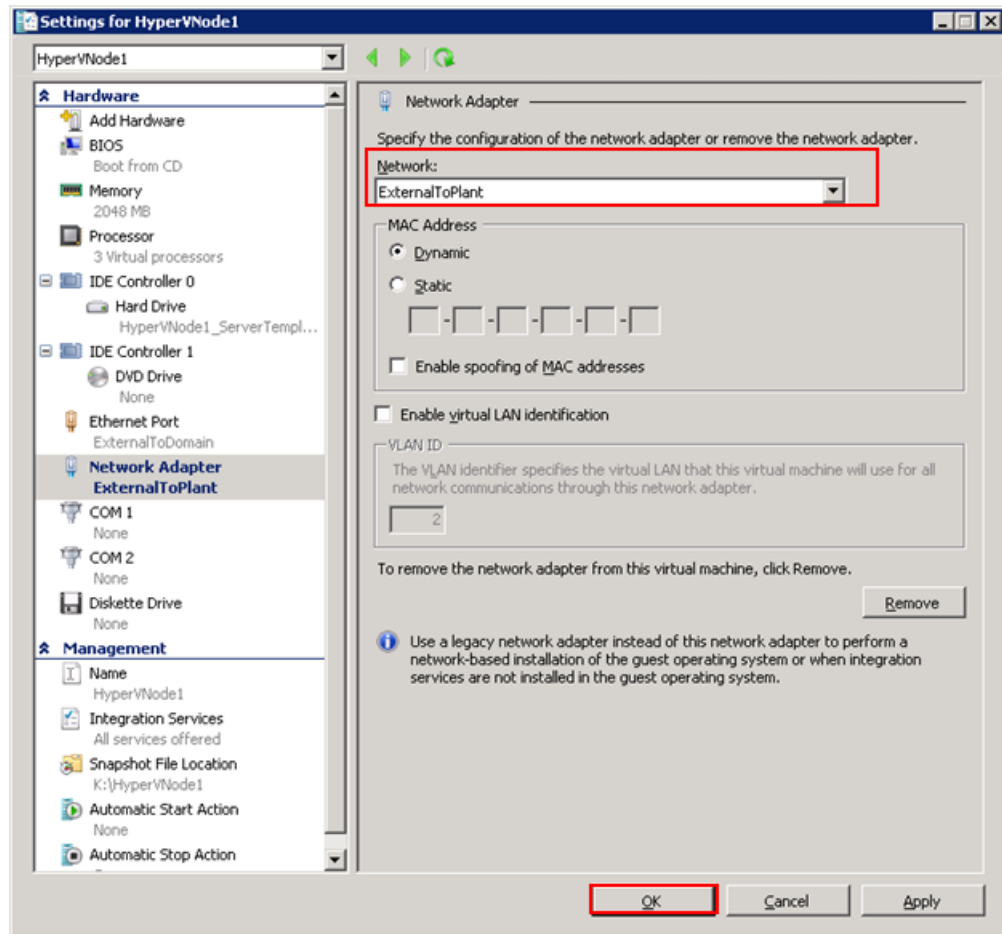 Settings for HyperVNode1
HyperVNode1
Hardware
Add Hardware
BIOS
Boot from CD
Memory
2048 MB
Processor
3 Virtual processors
IDE Controller 0
Hard Drive
HyperVNode1_ServerTempl...
IDE Controller 1
DVD Drive
None
Ethernet Port
ExternalToDomain
Network Adapter
ExternalToPlant
COM 1
None
COM 2
None
Diskette Drive
None
Management
Name
HyperVNode1
Integration Services
All services offered
Snapshot File Location
K:\HyperVNode1
Automatic Start Action
None
Automatic Stop Action
Network Adapter
Specify the configuration of the network adapter or remove the network adapter.
Network:
ExternalToPlant
MAC Address
Dynamic
Static
- - - - -
Enable spoofing of MAC addresses
Enable virtual LAN identification
VLAN ID
The VLAN identifier specifies the virtual LAN that this virtual machine will use for all
network communications through this network adapter.
2
To remove the network adapter from this virtual machine, click Remove.
Remove
Use a legacy network adapter instead of this network adapter to perform a
network-based installation of the guest operating system or when integration
services are not installed in the guest operating system.
OK Cancel Apply